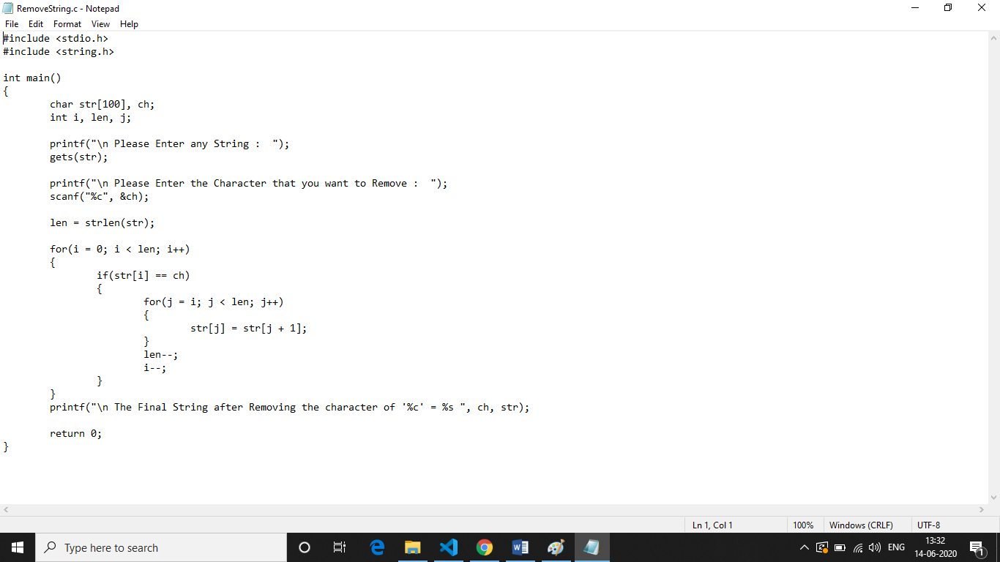 RemoveString.c - Notepad
File Edit Format View Help
#include <stdio.h>
#include <string.h>

int main()
{
        char str[100], ch;
        int i, len, j;

        printf("\n Please Enter any String :  ");
        gets(str);

        printf("\n Please Enter the Character that you want to Remove :  ");
        scanf("%c", &ch);

        len = strlen(str);

        for(i = 0; i < len; i++)
        {
                if(str[i] == ch)
                {
                        for(j = i; j < len; j++)
                        {
                                str[j] = str[j + 1];
                        }
                        len--;
                        i--;
                }
        }
        printf("\n The Final String after Removing the character of '%c' = %s ", ch, str);

        return 0;
}
Ln 1, Col 1 100% Windows (CRLF) UTF-8
Type here to search
ENG
13:32
14-06-2020
1